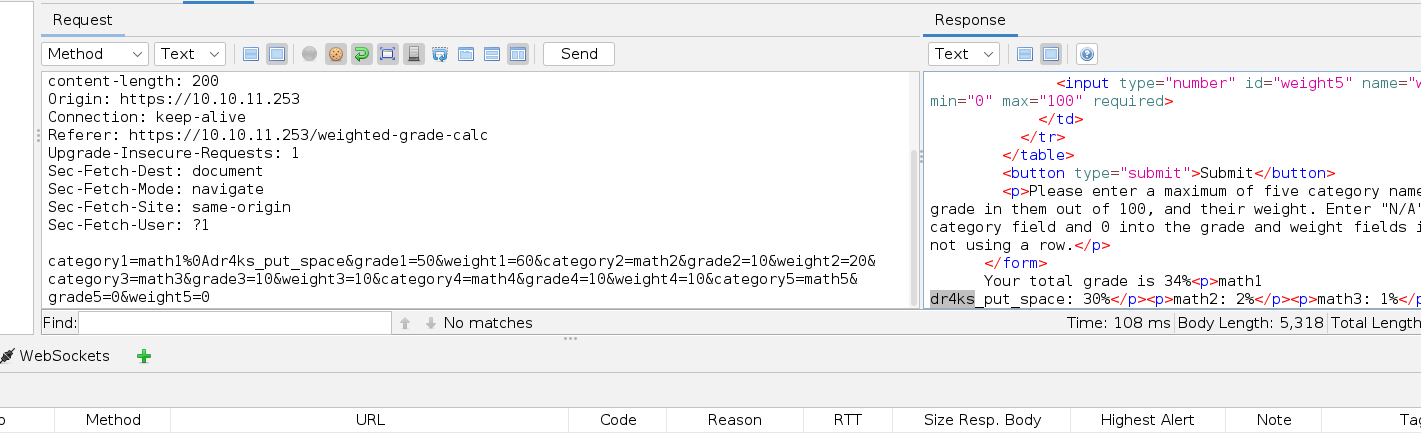 Request
Response
Method Text Send
Text
content-length: 200
Origin: https://10.10.11.253
Connection: keep-alive
Referer: https://10.10.11.253/weighted-grade-calc
Upgrade-Insecure-Requests: 1
Sec-Fetch-Dest: document
Sec-Fetch-Mode: navigate
Sec-Fetch-Site: same-origin
Sec-Fetch-User: ?1
category1=math1%0Adr4ks_put_space&grade1=50&weight1=60&category2=math2&grade2=10&weight2=20&
category3=math3&grade3=10&weight3=10&category4=math4&grade4=10&weight4=10&category5=math5&
grade5=0&weight5=0
<input type="number" id="weight5" name="w
min="0" max="100" required>
</td>
</tr>
</table>
<button type="submit">Submit</button>
<p>Please enter a maximum of five category name
grade in them out of 100, and their weight. Enter "N/A"
category field and 0 into the grade and weight fields i
not using a row.</p>
</form>
Your total grade is 34%<p>math1
dr4ks_put_space: 30%</p><p>math2: 2%</p><p>math3: 1%</p
Find: No matches
Time: 108 ms Body Length: 5,318 Total Length
WebSockets
Method URL Code Reason RTT Size Resp. Body Highest Alert Note Tag